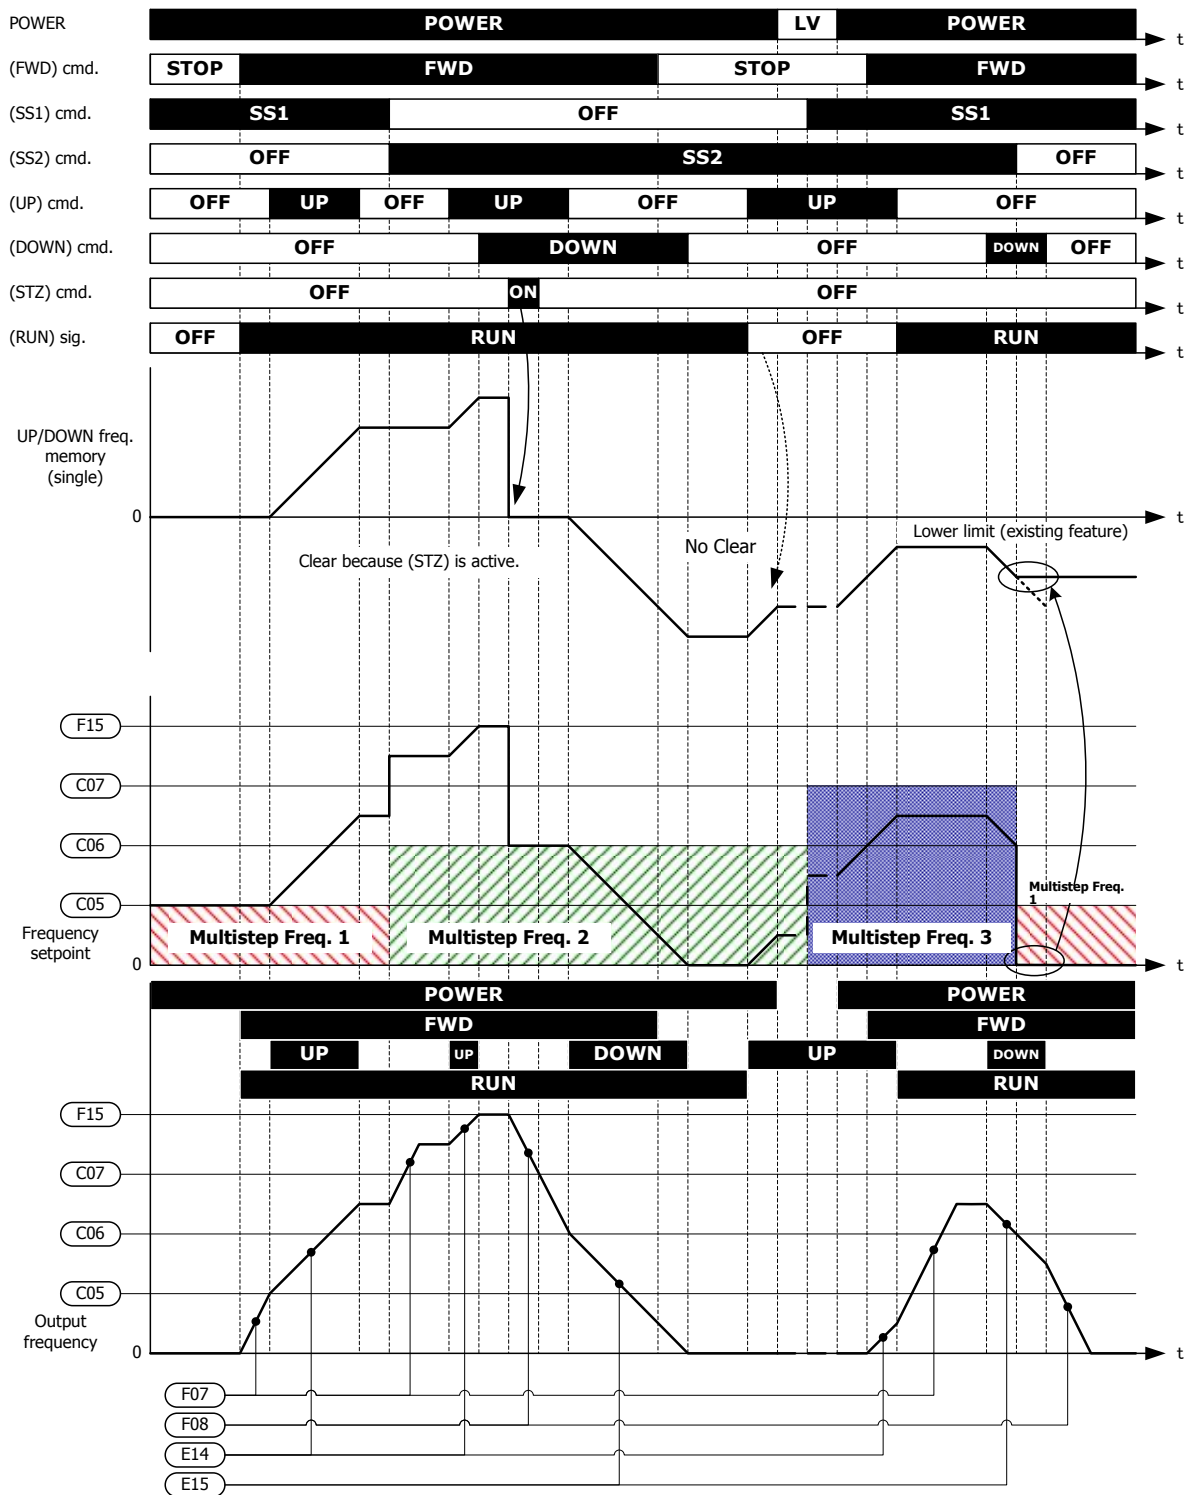 POWER POWER LV POWER t
(FWD) cmd. STOP FWD STOP FWD t
(SS1) cmd. SS1 OFF SS1 t
(SS2) cmd. OFF SS2 OFF t
(UP) cmd. OFF UP OFF UP OFF UP OFF t
(DOWN) cmd. OFF DOWN OFF DOWN OFF t
(STZ) cmd. OFF ON OFF t
(RUN) sig. OFF RUN OFF RUN t
UP/DOWN freq.
memory
(single)
0 t
Clear because (STZ) is active.
No Clear
Lower limit (existing feature)
F15
C07
C06
C05
Frequency
setpoint
Multistep Freq. 1 Multistep Freq. 2 Multistep Freq. 3
Multistep Freq.
1
0 t
POWER POWER
FWD FWD
UP UP DOWN UP DOWN
RUN RUN
F15
C07
C06
C05
Output
frequency
0 t
F07
F08
E14
E15